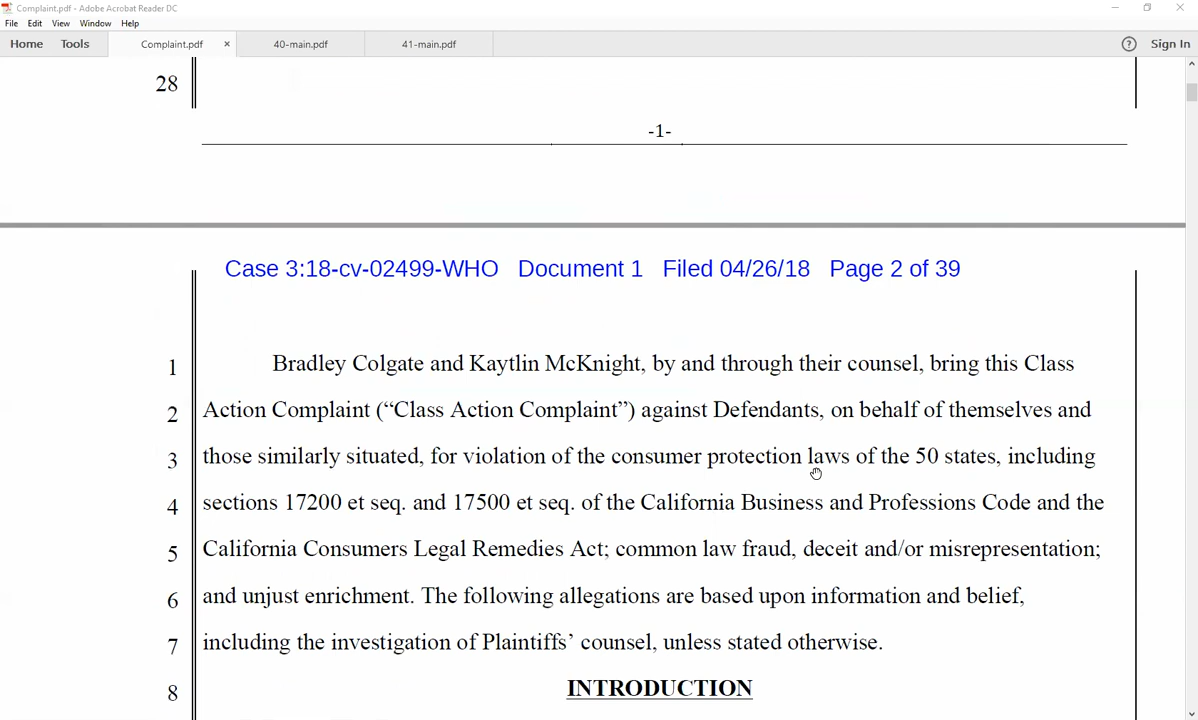 Complaint.pdf - Adobe Acrobat Reader DC
File Edit View Window Help
Home Tools Complaint.pdf × 40-main.pdf 41-main.pdf ? Sign In
28
-1-
Case 3:18-cv-02499-WHO Document 1 Filed 04/26/18 Page 2 of 39
1 Bradley Colgate and Kaytlin McKnight, by and through their counsel, bring this Class
2 Action Complaint (“Class Action Complaint”) against Defendants, on behalf of themselves and
3 those similarly situated, for violation of the consumer protection laws of the 50 states, including
4 sections 17200 et seq. and 17500 et seq. of the California Business and Professions Code and the
5 California Consumers Legal Remedies Act; common law fraud, deceit and/or misrepresentation;
6 and unjust enrichment. The following allegations are based upon information and belief,
7 including the investigation of Plaintiffs’ counsel, unless stated otherwise.
8 INTRODUCTION